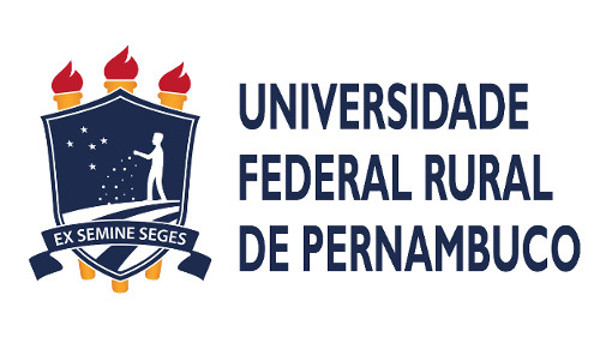 EX SEMINE SEGES
UNIVERSIDADE
FEDERAL RURAL
DE PERNAMBUCO